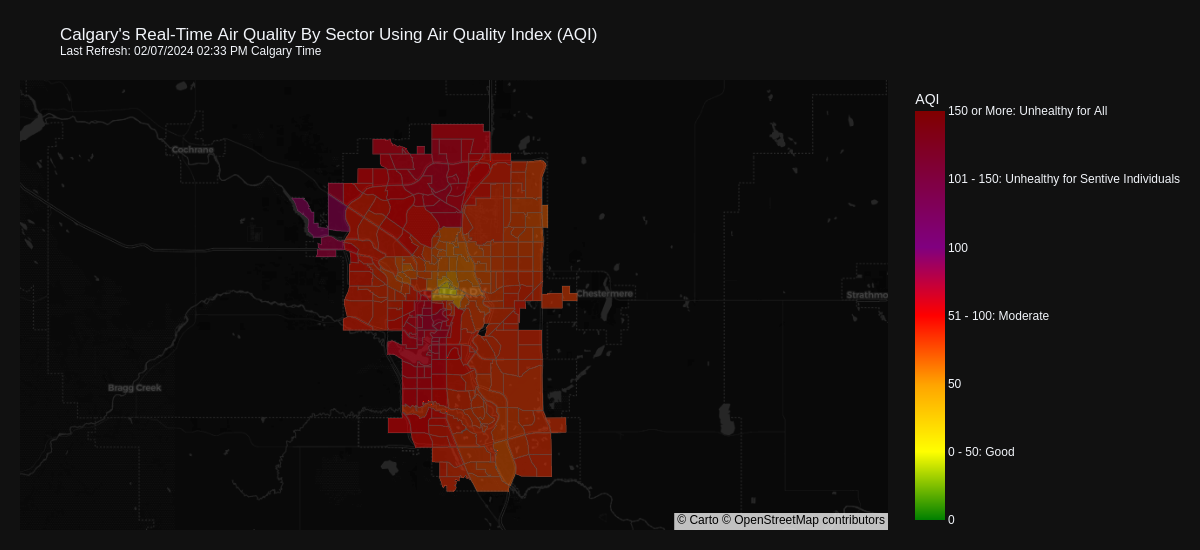 Calgary's Real-Time Air Quality By Sector Using Air Quality Index (AQI)
Last Refresh: 02/07/2024 02:33 PM Calgary Time
AQI
150 or More: Unhealthy for All
Cochrane
101 - 150: Unhealthy for Sentive Individuals
100
CALGARY
Chestermere
Strathmo
51 - 100: Moderate
50
Bragg Creek
0 - 50: Good
0
© Carto © OpenStreetMap contributors